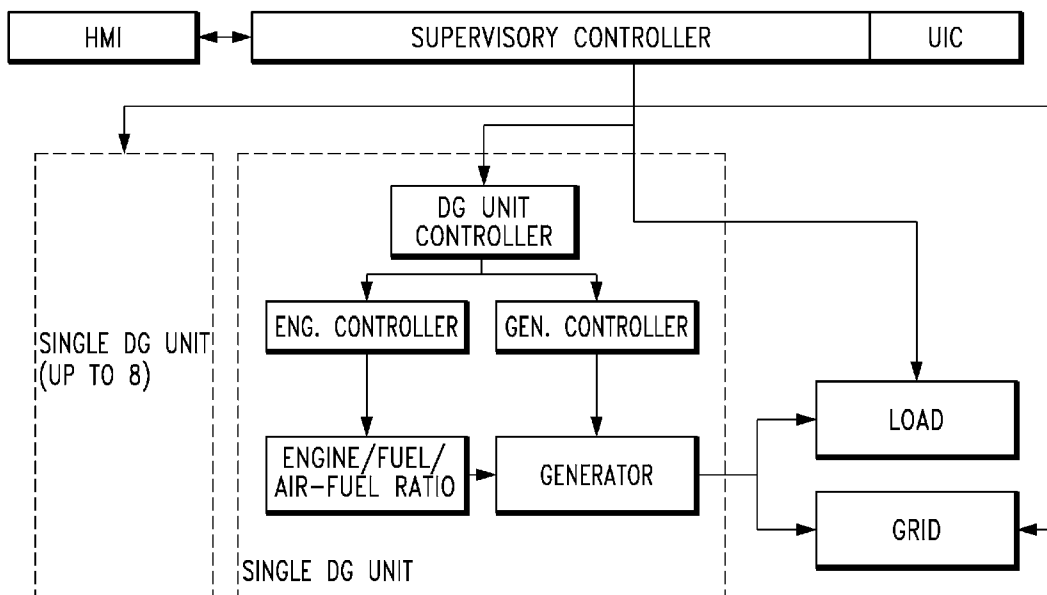 HMI
SUPERVISORY CONTROLLER
UIC
DG UNIT
CONTROLLER
ENG. CONTROLLER
GEN. CONTROLLER
SINGLE DG UNIT
(UP TO 8)
ENGINE/FUEL/
AIR-FUEL RATIO
GENERATOR
LOAD
GRID
SINGLE DG UNIT